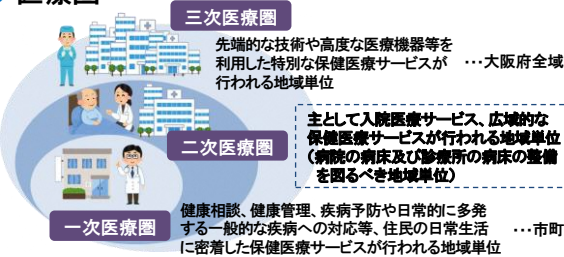 三次医療圏
先端的な技術や高度な医療機器等を
利用した特別な保健医療サービスが
行われる地域単位
…大阪府全域
主として入院医療サービス、広域的な
保健医療サービスが行われる地域単位
（病院の病床及び診療所の病床の整備
を図るべき地域単位）
二次医療圏
一次医療圏
健康相談、健康管理、疾病予防や日常的に多発
する一般的な疾病への対応等、住民の日常生活
に密着した保健医療サービスが行われる地域単位
…市町